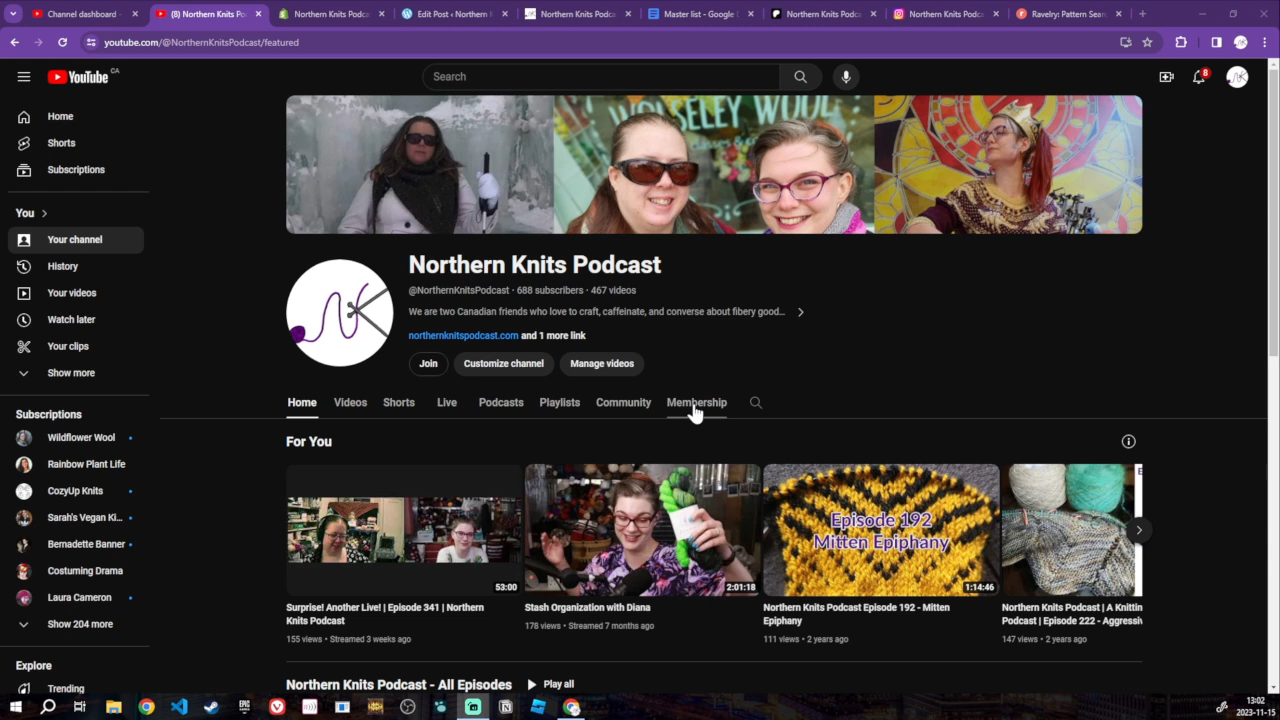 Channel dashboard -
(8) Northern Knits Po
Northern Knits Podca
Edit Post ‹ Northern
Northern Knits Podca
Master list - Google
Northern Knits Podca
Northern Knits Podca
Ravelry: Pattern Sear
youtube.com/@NorthernKnitsPodcast/featured
YouTube CA
Search
8
Home
Shorts
Subscriptions
You
Your channel
History
Your videos
Watch later
Your clips
Show more
Subscriptions
Wildflower Wool
Rainbow Plant Life
CozyUp Knits
Sarah's Vegan Ki...
Bernadette Banner
Costuming Drama
Laura Cameron
Show 204 more
Explore
Trending
Northern Knits Podcast
@NorthernKnitsPodcast · 688 subscribers · 467 videos
We are two Canadian friends who love to craft, caffeinate, and converse about fibery good...
northernknitspodcast.com and 1 more link
Join
Customize channel
Manage videos
Home
Videos
Shorts
Live
Podcasts
Playlists
Community
Membership
For You
53:00
2:01:18
Episode 192
Mitten Epiphany
1:14:46
Surprise! Another Live! | Episode 341 | Northern
Knits Podcast
155 views • Streamed 3 weeks ago
Stash Organization with Diana
178 views • Streamed 7 months ago
Northern Knits Podcast Episode 192 - Mitten
Epiphany
111 views • 2 years ago
Northern Knits Podcast | A Knittin
Podcast | Episode 222 - Aggressiv
147 views • 2 years ago
Northern Knits Podcast - All Episodes
Play all
13:02
2023-11-15